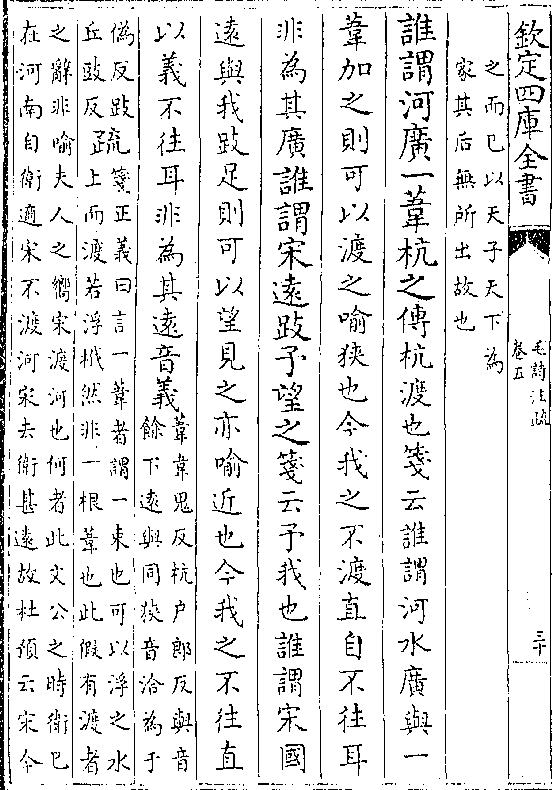 欽定四庫全書
毛詩注疏
卷五
三十
之而已以天子天下為
家其后無所出故也
誰謂河廣一葦杭之傳杭渡也箋云誰謂河水廣與一
葦加之則可以渡之喻狹也今我之不渡直自不往耳
非為其廣誰謂宋遠跂予望之箋云予我也誰謂宋國
遠與我跂足則可以望見之亦喻近也今我之不往直
以義不往耳非為其遠音義
葦韋鬼反杭户郎反與音
餘下遠與同狹音洽為于
偽反跂
丘豉反
疏
箋正義曰言一葦者謂一束也可以浮之水
上而渡若浮栰然非一根葦也此假有渡者
之辭非喻夫人之嚮宋渡河也何者此文公之時衛已
在河南自衛適宋不渡河宋去衛甚遠故杜預云宋今